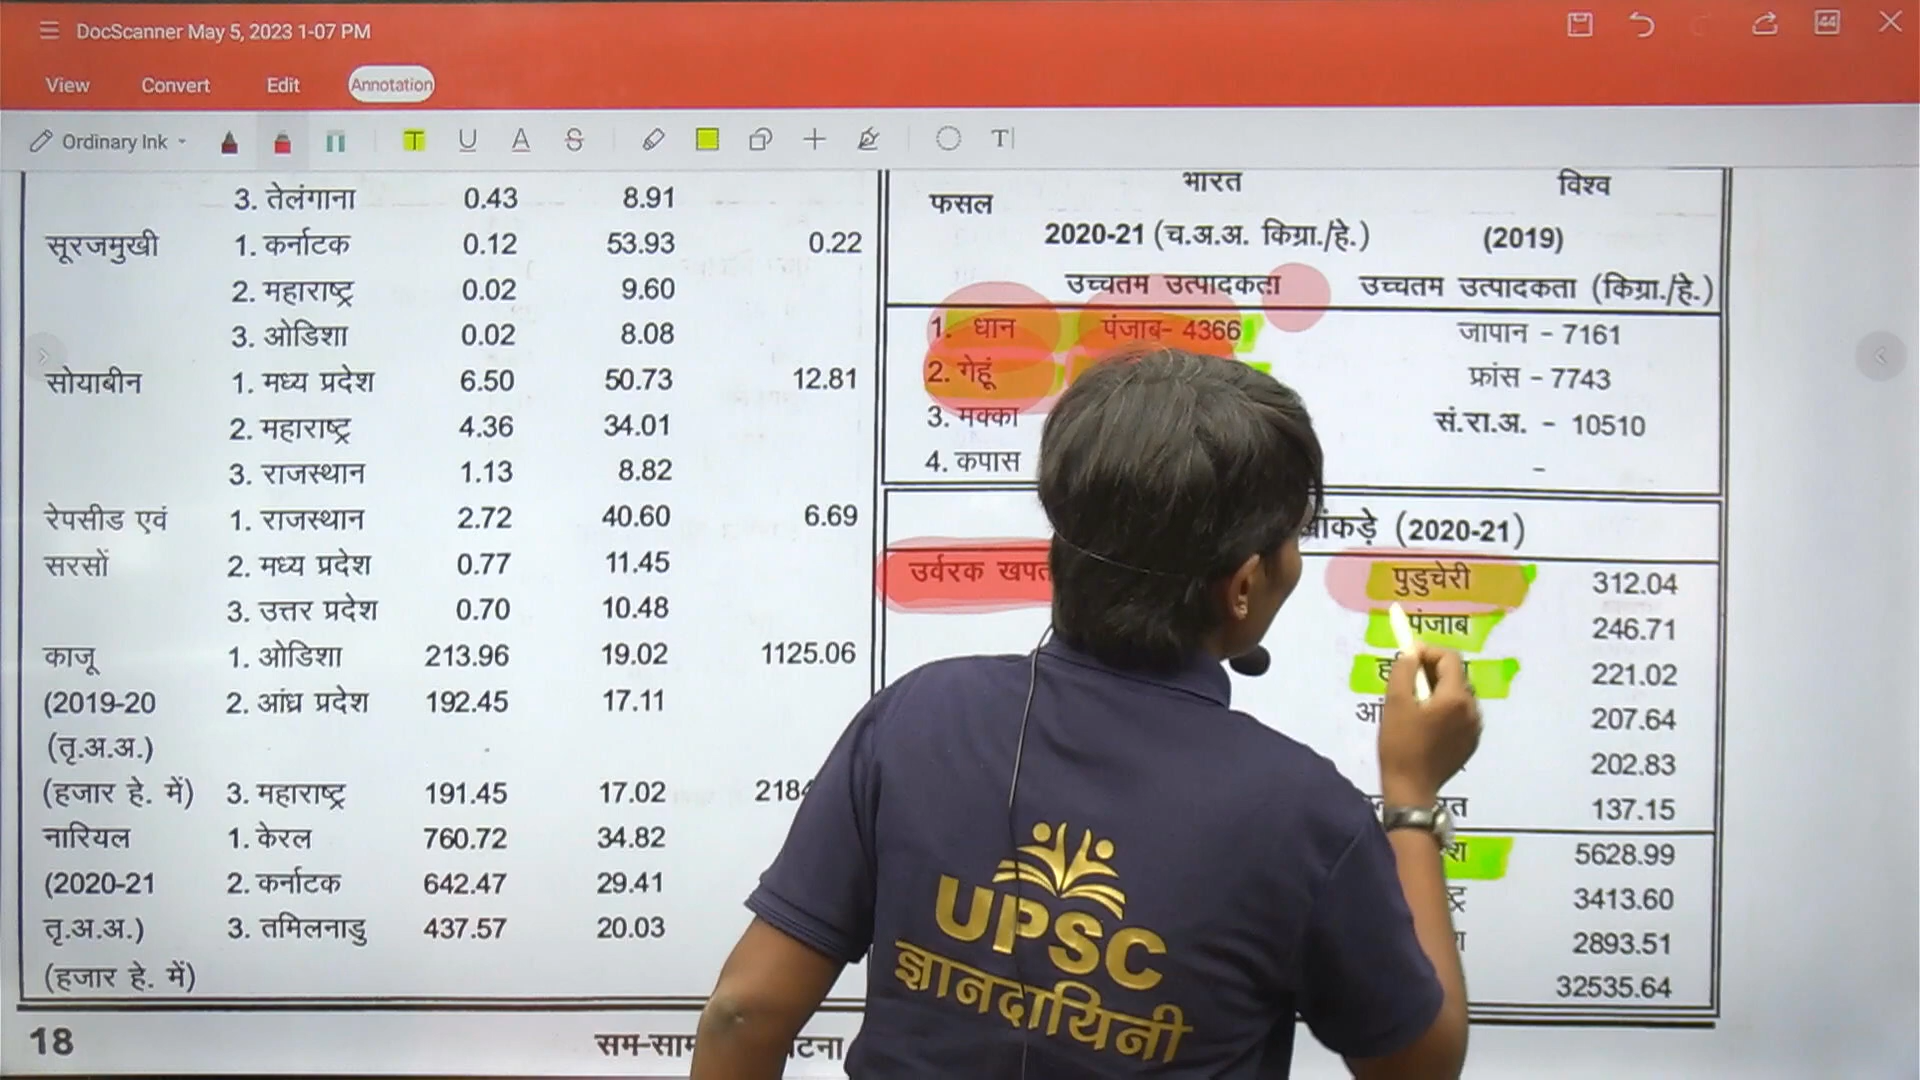 DocScanner May 5, 2023 1-07 PM
View Convert Edit Annotation
Ordinary Ink
3. तेलंगाना 0.43 8.91
सूरजमुखी 1. कर्नाटक 0.12 53.93 0.22
2. महाराष्ट्र 0.02 9.60
3. ओडिशा 0.02 8.08
सोयाबीन 1. मध्य प्रदेश 6.50 50.73 12.81
2. महाराष्ट्र 4.36 34.01
3. राजस्थान 1.13 8.82
रेपसीड एवं 1. राजस्थान 2.72 40.60 6.69
सरसों 2. मध्य प्रदेश 0.77 11.45
3. उत्तर प्रदेश 0.70 10.48
काजू 1. ओडिशा 213.96 19.02 1125.06
(2019-20 2. आंध्र प्रदेश 192.45 17.11
(तृ.अ.अ.)
(हजार हे. में) 3. महाराष्ट्र 191.45 17.02 2184
नारियल 1. केरल 760.72 34.82
(2020-21 2. कर्नाटक 642.47 29.41
तृ.अ.अ.) 3. तमिलनाडु 437.57 20.03
(हजार हे. में)
18
फसल भारत विश्व
2020-21 (च.अ.अ. किग्रा./हे.) (2019)
उच्चतम उत्पादकता उच्चतम उत्पादकता (किग्रा./हे.)
1. धान पंजाब- 4366 जापान - 7161
2. गेहूं फ्रांस - 7743
3. मक्का सं.रा.अ. - 10510
4. कपास -
आंकड़े (2020-21)
उर्वरक खपत पुडुचेरी 312.04
पंजाब 246.71
221.02
207.64
202.83
137.15
5628.99
3413.60
2893.51
32535.64
UPSC
ज्ञानदायिनी